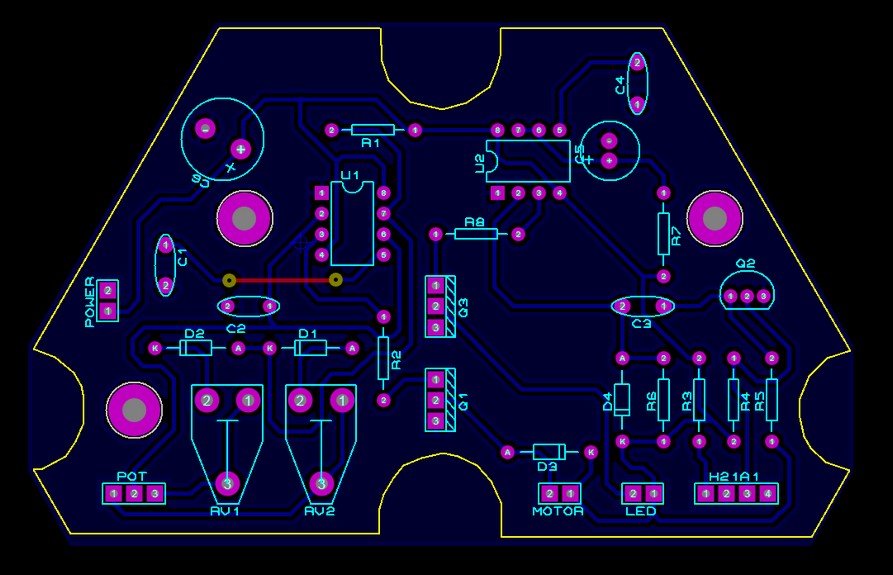 2
C4
1
2 R1 1
8 7 6 5
-
+
U1
U2
C5
+
1 8
1 2 3 4
2 7
R8
3 6
4 5
1
R7
2
1
C1
2
Q2
POWER
2
1
1
2
3
Q3
2 1
C2
2 1
C3
1 2 3
1
D2
D1
K A K A
R2
2
A 2 2 1 2
D4
R6
R3
R4
R5
1
2
3
Q1
2 1
2 1
K 1 1 2 1
A K
D3
POT
H21A1
1 2 3
3
3
2 1
2 1
1 2 3 4
RV1
RV2
MOTOR
LED